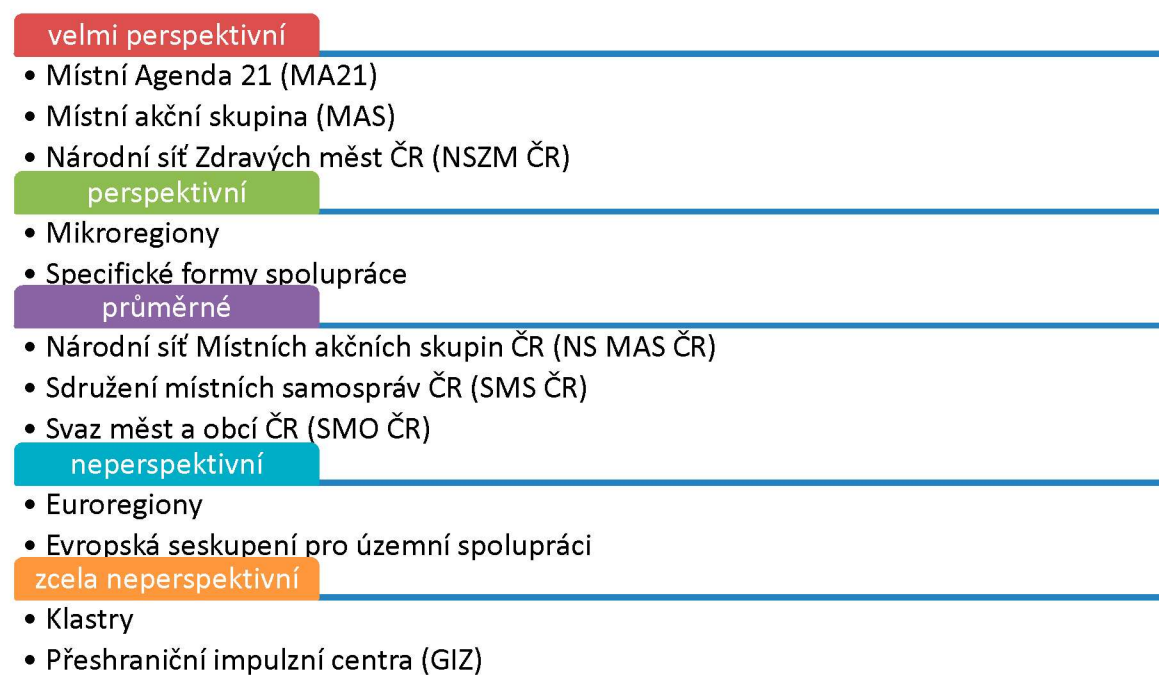 velmi perspektivní
• Místní Agenda 21 (MA21)
• Místní akční skupina (MAS)
• Národní síť Zdravých měst ČR (NSZM ČR)
perspektivní
• Mikroregiony
• Specifické formy spolupráce
průměrné
• Národní síť Místních akčních skupin ČR (NS MAS ČR)
• Sdružení místních samospráv ČR (SMS ČR)
• Svaz měst a obcí ČR (SMO ČR)
neperspektivní
• Euroregiony
• Evropská seskupení pro územní spolupráci
zcela neperspektivní
• Klastry
• Přeshraniční impulzní centra (GIZ)